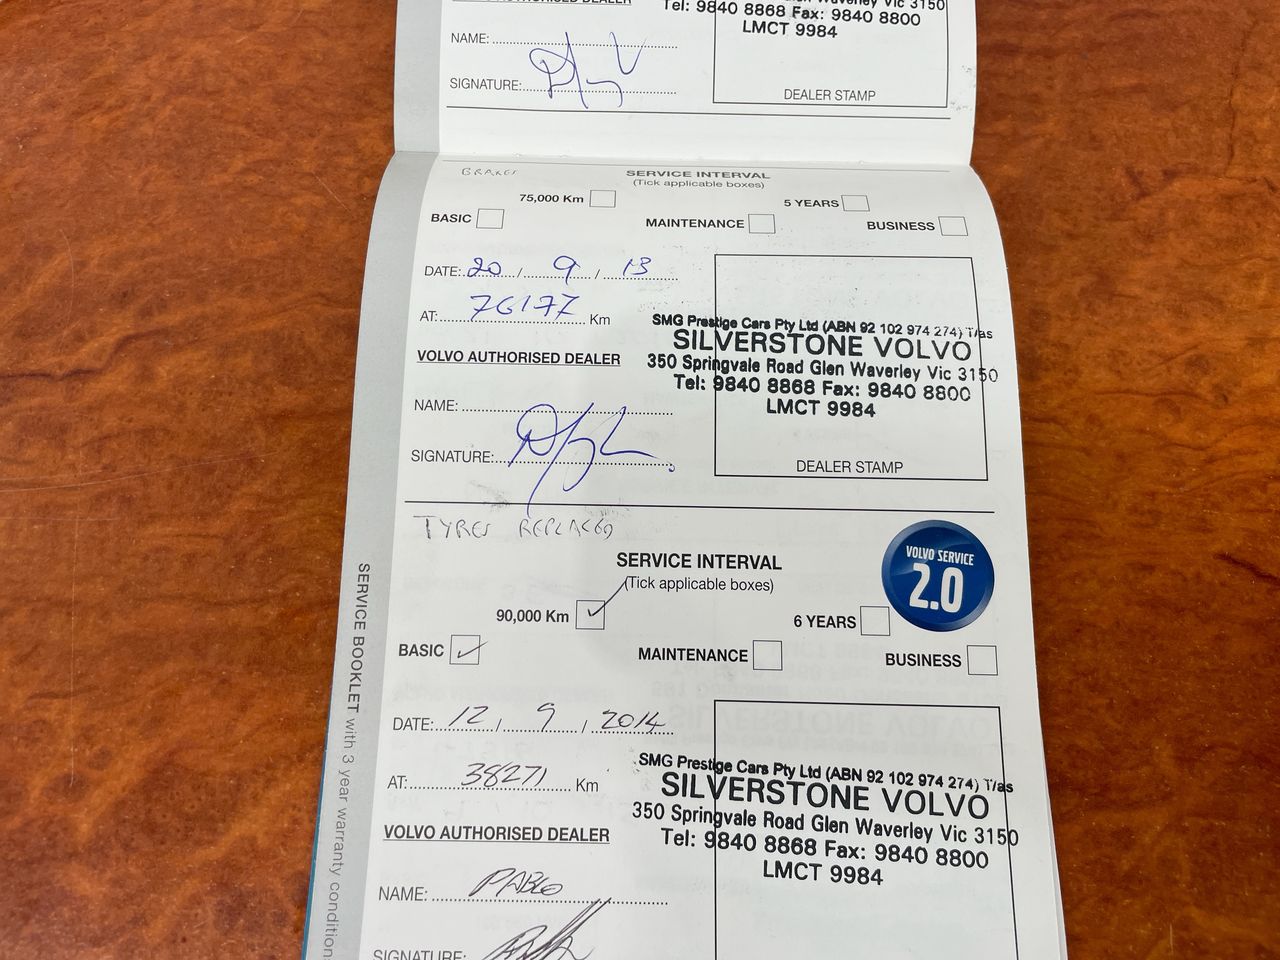 VOLVO AUTHORISED DEALER
Tel: 9840 8868 Fax: 9840 8800
LMCT 9984
NAME:
SIGNATURE:
DEALER STAMP
BRAKES
SERVICE INTERVAL
(Tick applicable boxes)
75,000 Km
5 YEARS
BASIC
MAINTENANCE
BUSINESS
DATE: 20 / 9 / 13
AT: 76177 Km
SMG Prestige Cars Pty Ltd (ABN 92 102 974 274) T/as
SILVERSTONE VOLVO
350 Springvale Road Glen Waverley Vic 3150
Tel: 9840 8868 Fax: 9840 8800
LMCT 9984
VOLVO AUTHORISED DEALER
NAME:
SIGNATURE:
DEALER STAMP
TYRES REPLACED
SERVICE INTERVAL
(Tick applicable boxes)
VOLVO SERVICE
2.0
90,000 Km
6 YEARS
BASIC
MAINTENANCE
BUSINESS
DATE: 12 / 9 / 2014
AT: 38271 Km
SMG Prestige Cars Pty Ltd (ABN 92 102 974 274) T/as
SILVERSTONE VOLVO
350 Springvale Road Glen Waverley Vic 3150
Tel: 9840 8868 Fax: 9840 8800
LMCT 9984
VOLVO AUTHORISED DEALER
NAME: PABLO
SIGNATURE:
SERVICE BOOKLET with 3 year warranty conditions